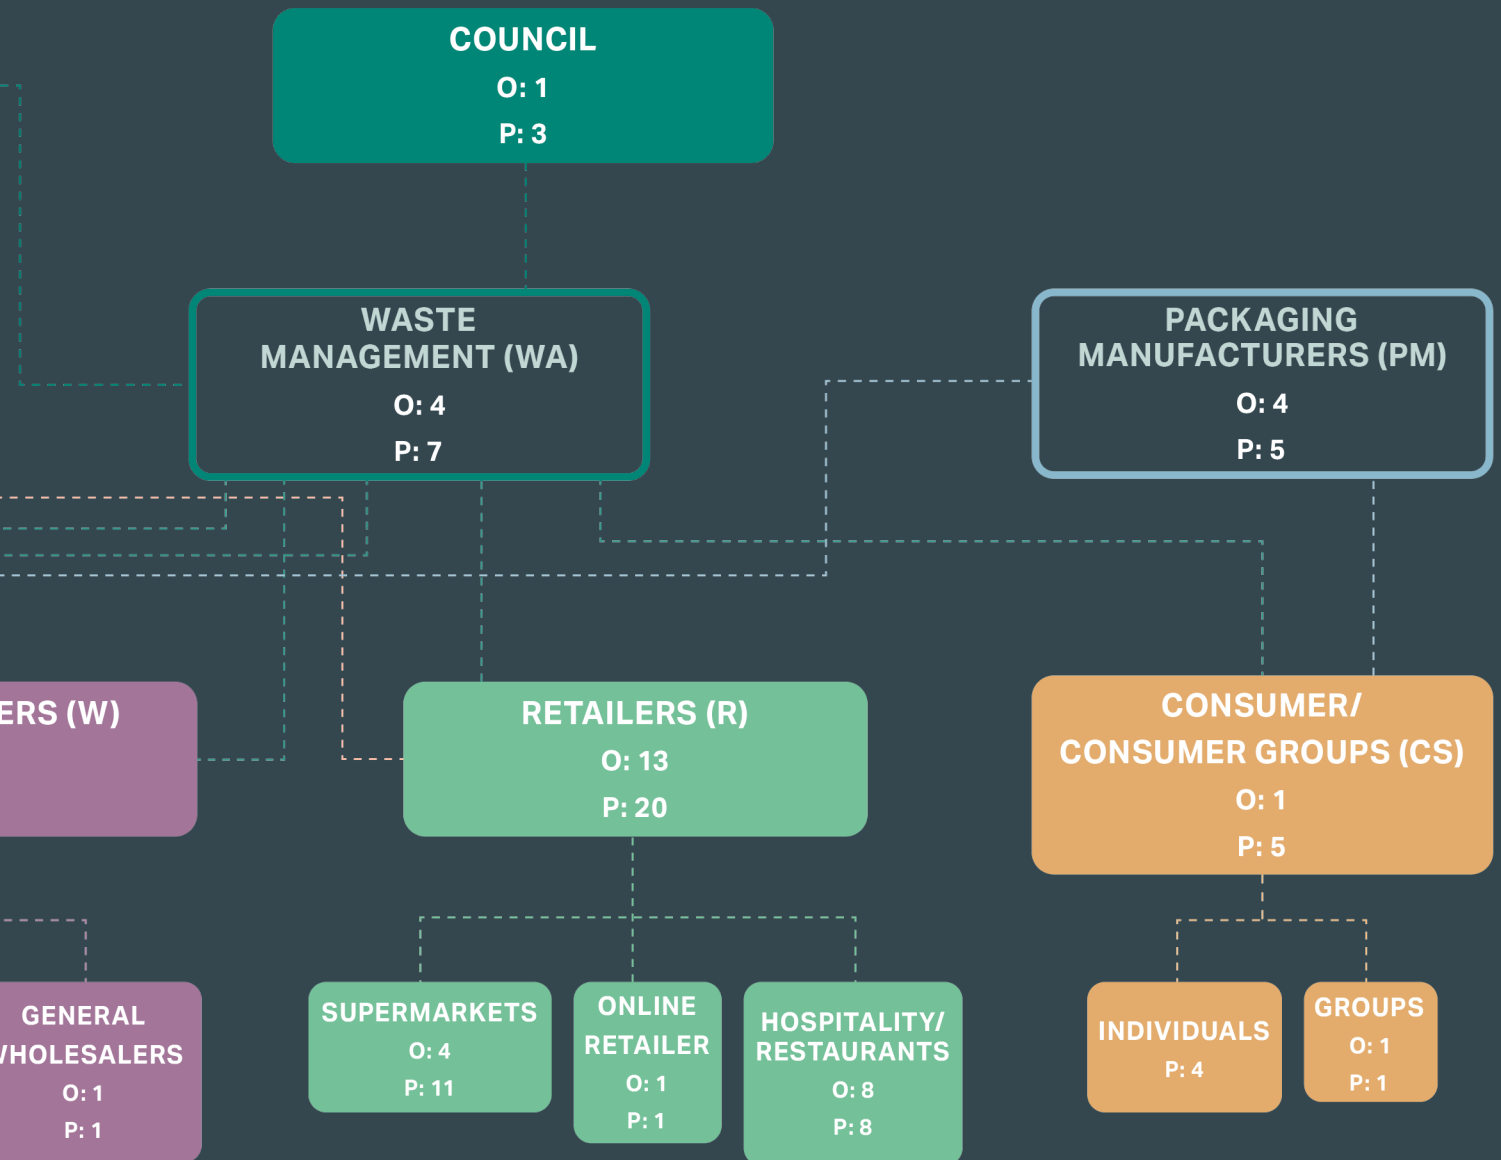 COUNCIL
O: 1
P: 3
WASTE
MANAGEMENT (WA)
O: 4
P: 7
PACKAGING
MANUFACTURERS (PM)
O: 4
P: 5
ERS (W)
RETAILERS (R)
O: 13
P: 20
CONSUMER/
CONSUMER GROUPS (CS)
O: 1
P: 5
GENERAL
WHOLESALERS
O: 1
P: 1
SUPERMARKETS
O: 4
P: 11
ONLINE
RETAILER
O: 1
P: 1
HOSPITALITY/
RESTAURANTS
O: 8
P: 8
INDIVIDUALS
P: 4
GROUPS
O: 1
P: 1